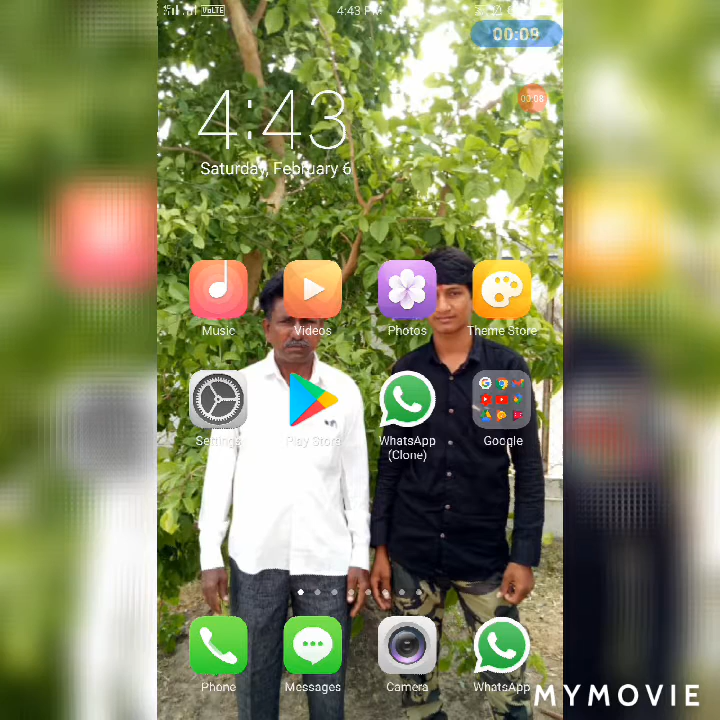 VoLTE
4:43 PM
00:09
00:08
4:43
Saturday, February 6
Music
Videos
Photos
Theme Store
Settings
Play Store
WhatsApp
(Clone)
Google
Phone
Messages
Camera
WhatsApp
MYMOVIE